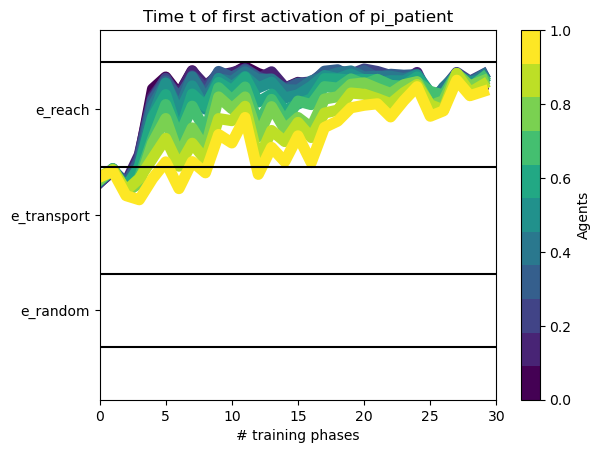 Time t of first activation of pi_patient
e_reach
e_transport
e_random
0
5
10
15
20
25
30
# training phases
1.0
0.8
0.6
0.4
0.2
0.0
Agents